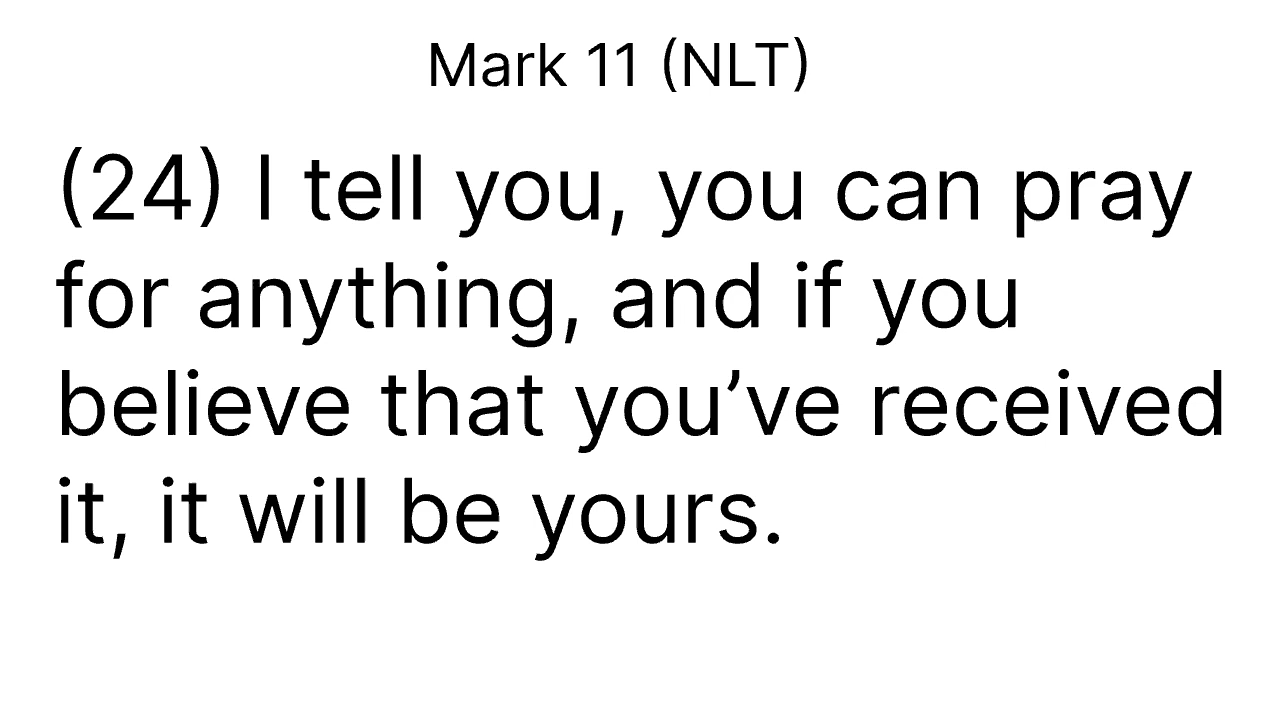 Mark 11 (NLT)
(24) I tell you, you can pray
for anything, and if you
believe that you’ve received
it, it will be yours.